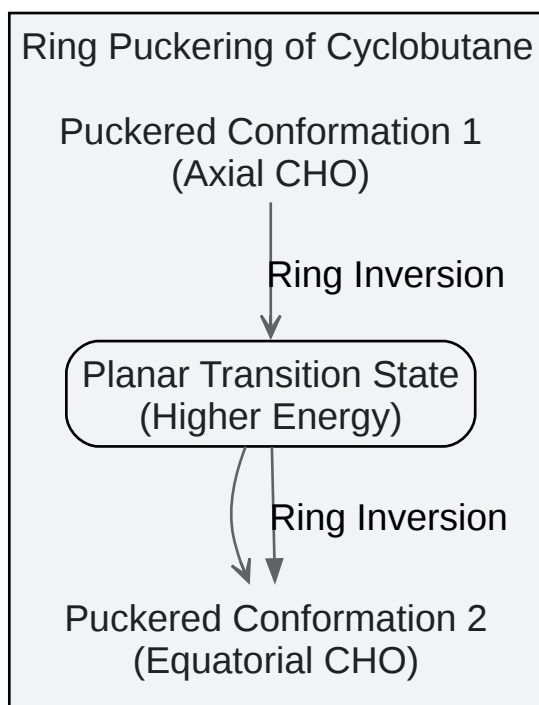 Ring Puckering of Cyclobutane
Puckered Conformation 1
(Axial CHO)
Ring Inversion
Planar Transition State
(Higher Energy)
Ring Inversion
Puckered Conformation 2
(Equatorial CHO)